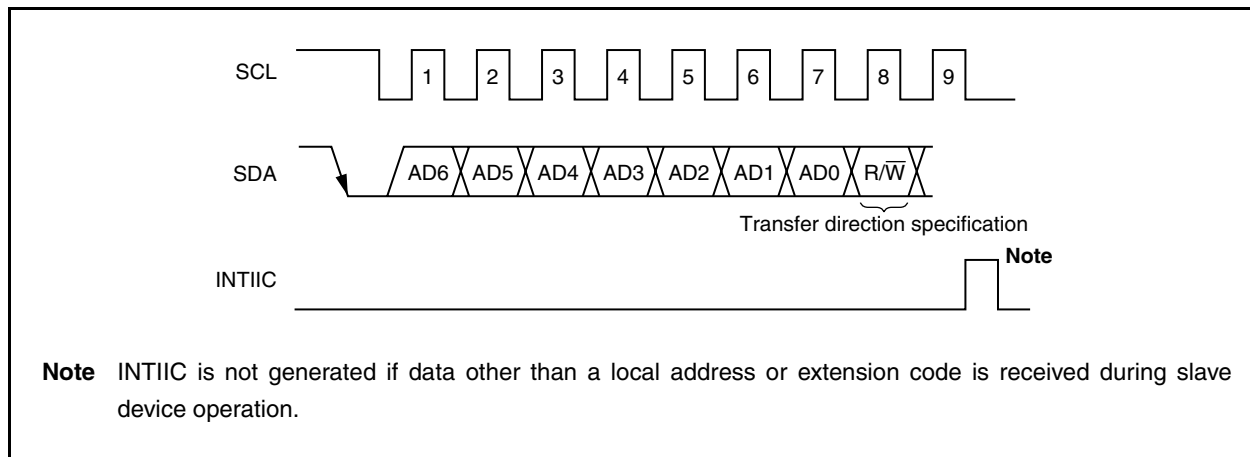 SCL 1 2 3 4 5 6 7 8 9
SDA AD6 AD5 AD4 AD3 AD2 AD1 AD0 R/W̅
Transfer direction specification
Note
INTIIC
Note INTIIC is not generated if data other than a local address or extension code is received during slave
device operation.